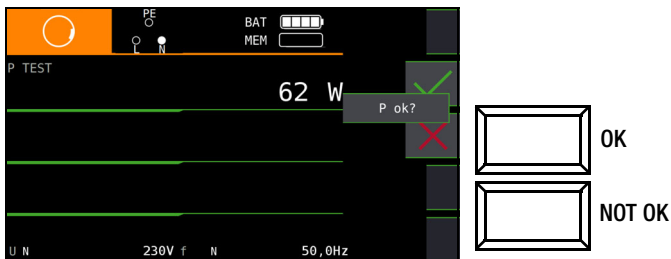 PE
BAT
L N
MEM
P TEST
62 W
P ok?
OK
NOT OK
U N 230V f N 50,0Hz